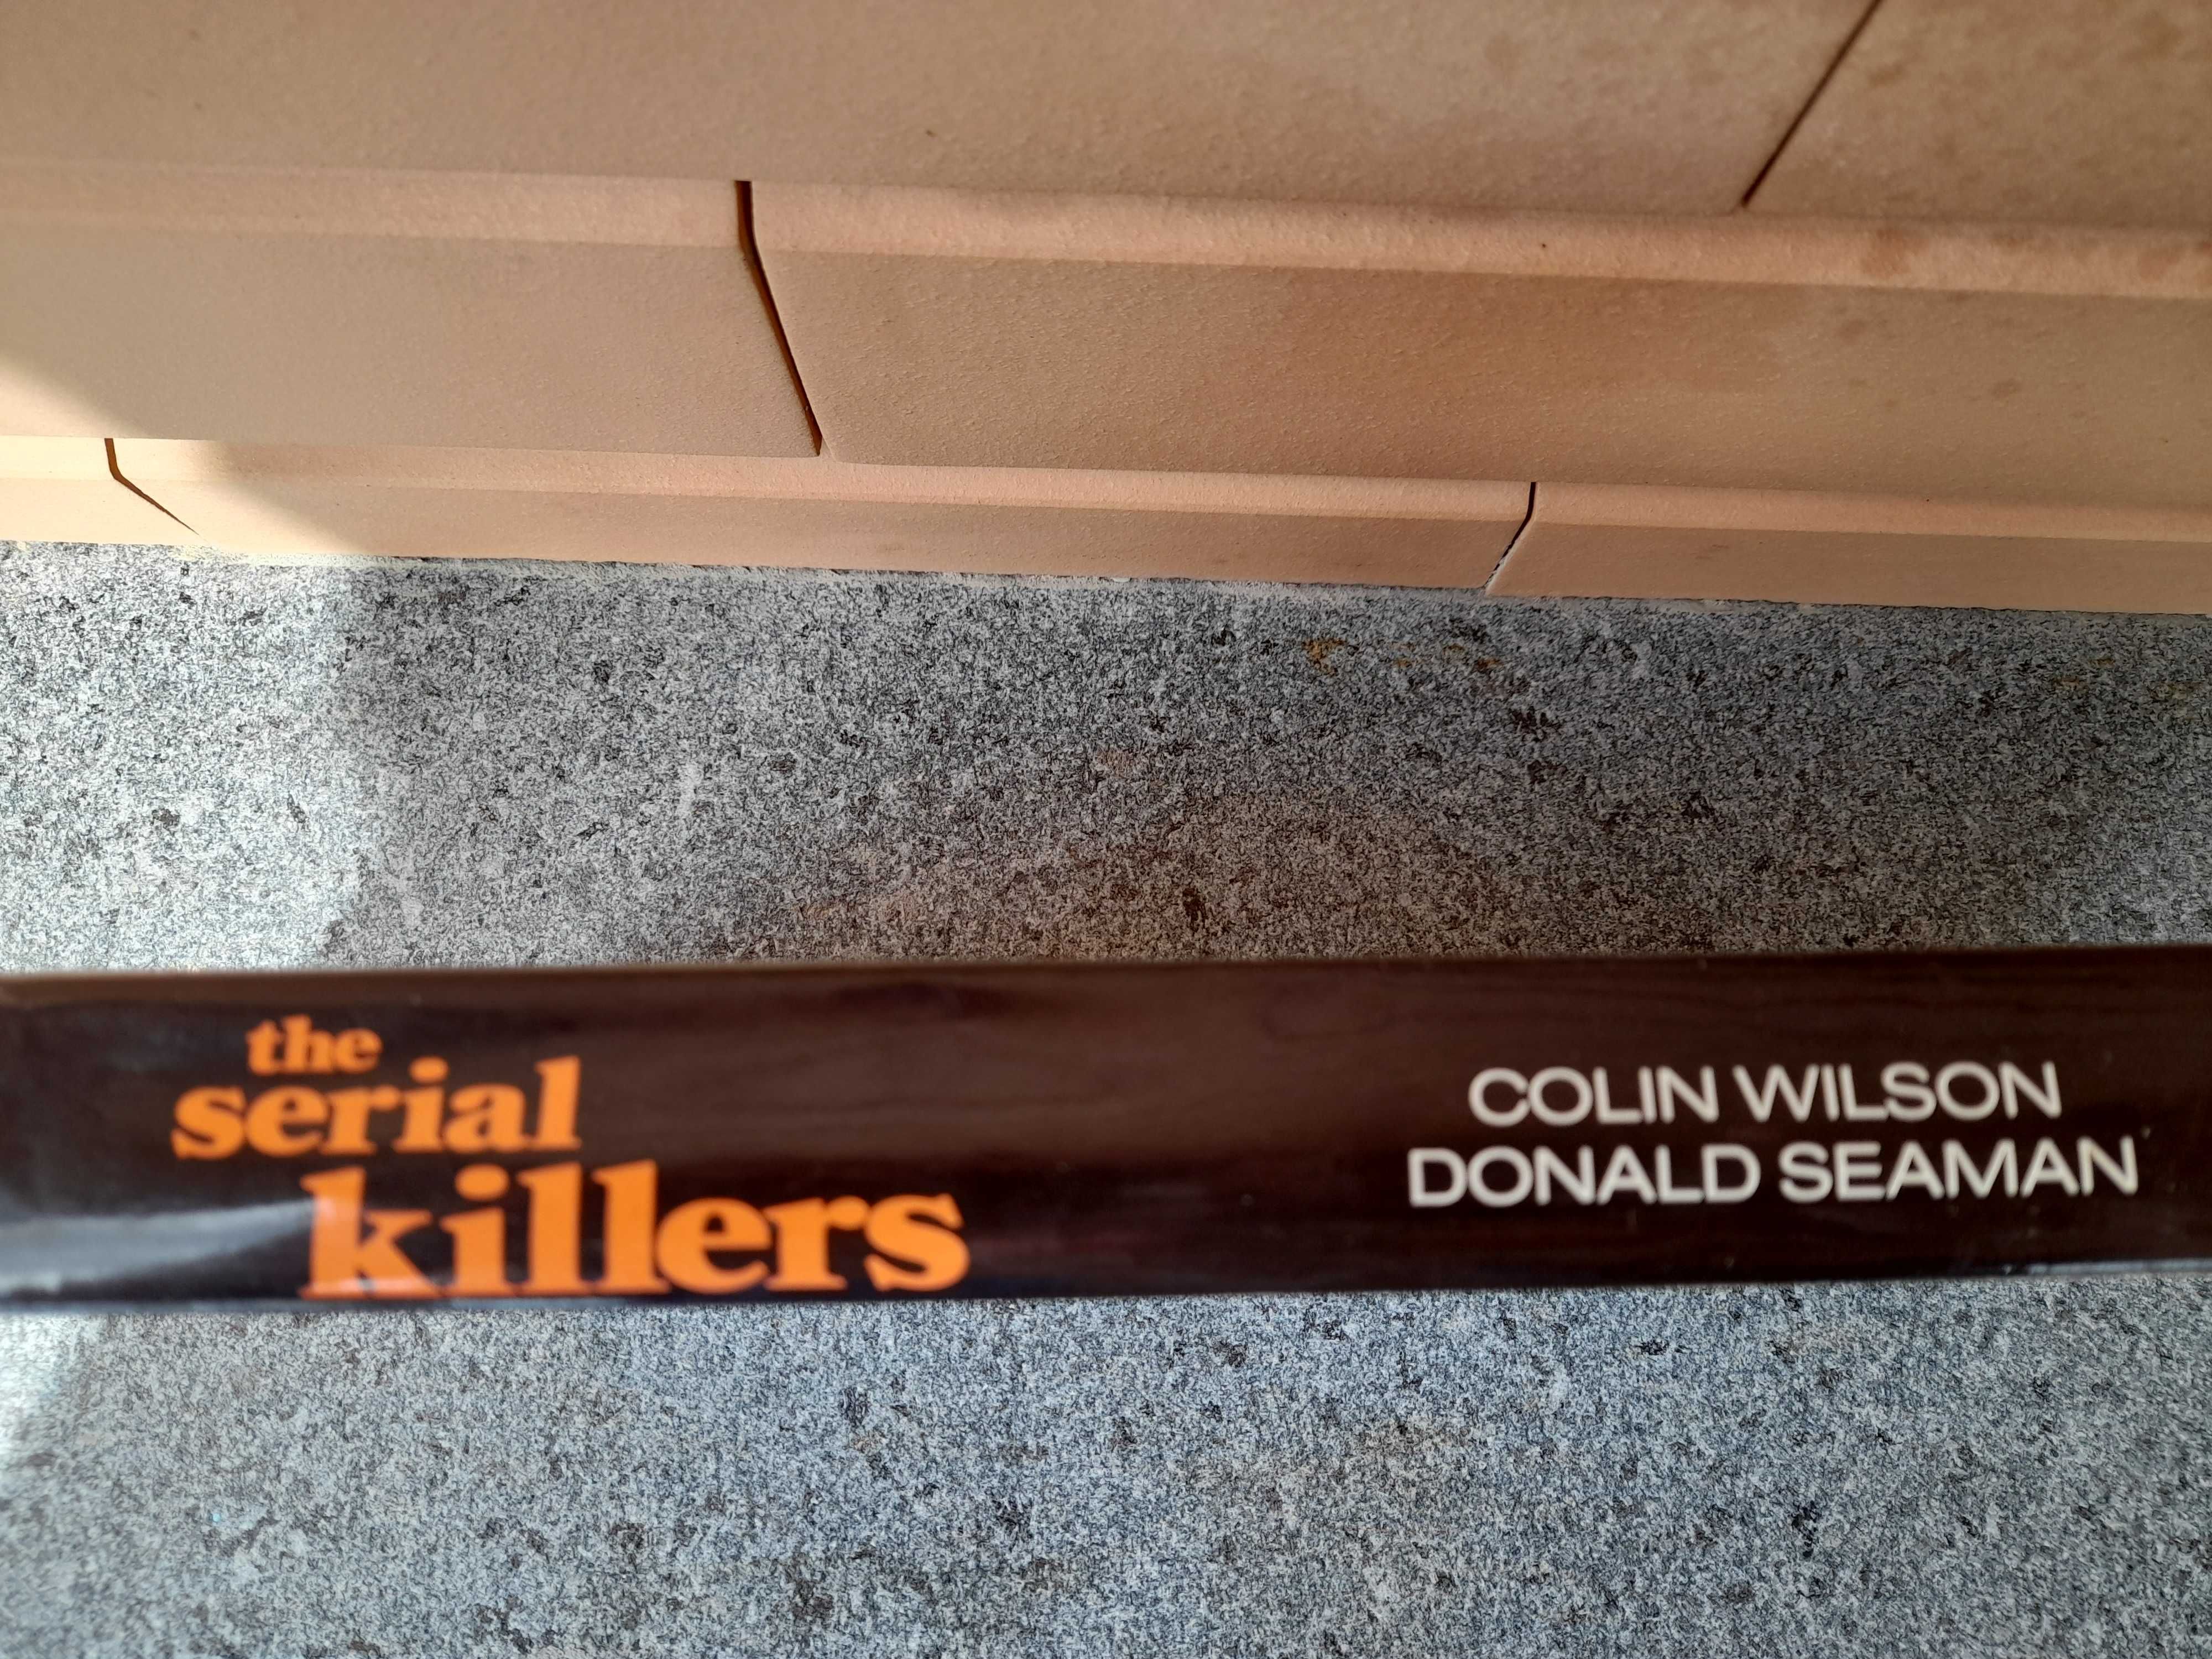 the
serial
killers
COLIN WILSON
DONALD SEAMAN